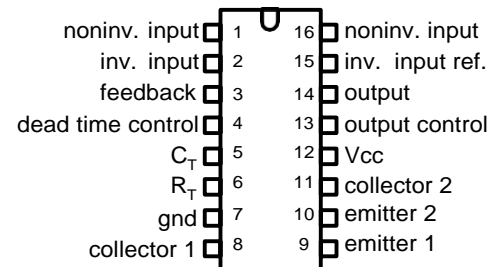 noninv. input 1 16 noninv. input
inv. input 2 15 inv. input ref.
feedback 3 14 output
dead time control 4 13 output control
C_T 5 12 Vcc
R_T 6 11 collector 2
gnd 7 10 emitter 2
collector 1 8 9 emitter 1